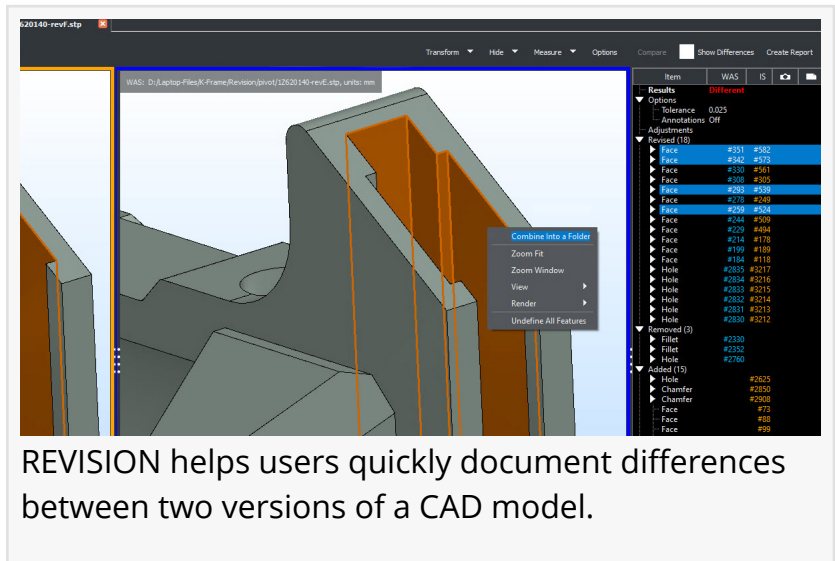 620140-revF.stp
Transform Hide Measure Options Compare Show Differences Create Report
WAS: D:/Laptop-Files/K-Frame/Revision/pivot/1Z620140-revE.stp, units: mm
Item WAS IS
Results Different
Options
Tolerance 0.025
Annotations Off
Adjustments
Revised (18)
Face #351 #582
Face #342 #573
Face #330 #561
Face #308 #305
Face #293 #539
Face #278 #249
Face #259 #524
Face #244 #509
Face #229 #494
Face #214 #178
Face #199 #189
Face #184 #118
Hole #2835 #3217
Hole #2834 #3216
Hole #2833 #3215
Hole #2832 #3214
Hole #2831 #3213
Hole #2830 #3212
Removed (3)
Fillet #2330
Fillet #2352
Hole #2760
Added (15)
Hole #2625
Chamfer #2850
Chamfer #2908
Face #73
Face #88
Face #99
Combine Into a Folder
Zoom Fit
Zoom Window
View
Render
Undefine All Features
REVISION helps users quickly document differences
between two versions of a CAD model.